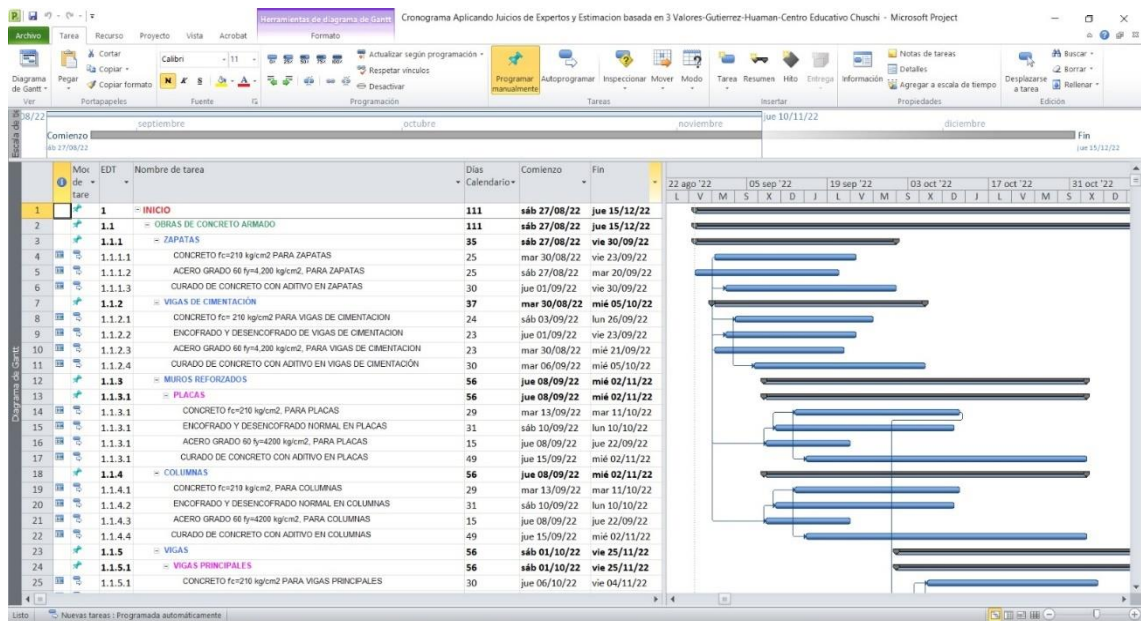 Herramientas de diagrama de Gantt Cronograma Aplicando Juicios de Expertos y Estimacion basada en 3 Valores-Gutierrez-Huaman-Centro Educativo Chuschi - Microsoft Project
Archivo Tarea Recurso Proyecto Vista Acrobat Formato
Diagrama de Gantt
Ver
Pegar
Cortar
Copiar
Copiar formato
Portapapeles
Calibri 11
N K S
Fuente
Actualizar según programación
Respetar vínculos
Desactivar
Programación
Programar manualmente
Autoprogramar
Inspeccionar
Mover
Modo
Tareas
Tarea
Resumen
Hito
Entrega
Insertar
Información
Notas de tareas
Detalles
Agregar a escala de tiempo
Propiedades
Desplazarse a tarea
Buscar
Borrar
Rellenar
Edición
08/22 jue 10/11/22
septiembre octubre noviembre diciembre
Comienzo Fin
sáb 27/08/22 jue 15/12/22
Diagrama de Gantt
de tare EDT Nombre de tarea Días Calendario Comienzo Fin
22 ago '22 05 sep '22 19 sep '22 03 oct '22 17 oct '22 31 oct '22
L V M S X D J L V M S X D J L V M S X D
1 1 INICIO 111 sáb 27/08/22 jue 15/12/22
2 1.1 OBRAS DE CONCRETO ARMADO 111 sáb 27/08/22 jue 15/12/22
3 1.1.1 ZAPATAS 35 sáb 27/08/22 vie 30/09/22
4 1.1.1.1 CONCRETO fc=210 kg/cm2 PARA ZAPATAS 25 mar 30/08/22 vie 23/09/22
5 1.1.1.2 ACERO GRADO 60 fy=4,200 kg/cm2, PARA ZAPATAS 25 sáb 27/08/22 mar 20/09/22
6 1.1.1.3 CURADO DE CONCRETO CON ADITIVO EN ZAPATAS 30 jue 01/09/22 vie 30/09/22
7 1.1.2 VIGAS DE CIMENTACIÓN 37 mar 30/08/22 mié 05/10/22
8 1.1.2.1 CONCRETO fc= 210 kg/cm2 PARA VIGAS DE CIMENTACION 24 sáb 03/09/22 lun 26/09/22
9 1.1.2.2 ENCOFRADO Y DESENCOFRADO DE VIGAS DE CIMENTACION 23 jue 01/09/22 vie 23/09/22
10 1.1.2.3 ACERO GRADO 60 fy=4,200 kg/cm2, PARA VIGAS DE CIMENTACION 23 mar 30/08/22 mié 21/09/22
11 1.1.2.4 CURADO DE CONCRETO CON ADITIVO EN VIGAS DE CIMENTACIÓN 30 mar 06/09/22 mié 05/10/22
12 1.1.3 MUROS REFORZADOS 56 jue 08/09/22 mié 02/11/22
13 1.1.3.1 PLACAS 56 jue 08/09/22 mié 02/11/22
14 1.1.3.1 CONCRETO fc=210 kg/cm2, PARA PLACAS 29 mar 13/09/22 mar 11/10/22
15 1.1.3.1 ENCOFRADO Y DESENCOFRADO NORMAL EN PLACAS 31 sáb 10/09/22 lun 10/10/22
16 1.1.3.1 ACERO GRADO 60 fy=4200 kg/cm2, PARA PLACAS 15 jue 08/09/22 jue 22/09/22
17 1.1.3.1 CURADO DE CONCRETO CON ADITIVO EN PLACAS 49 jue 15/09/22 mié 02/11/22
18 1.1.4 COLUMNAS 56 jue 08/09/22 mié 02/11/22
19 1.1.4.1 CONCRETO fc=210 kg/cm2, PARA COLUMNAS 29 mar 13/09/22 mar 11/10/22
20 1.1.4.2 ENCOFRADO Y DESENCOFRADO NORMAL EN COLUMNAS 31 sáb 10/09/22 lun 10/10/22
21 1.1.4.3 ACERO GRADO 60 fy=4200 kg/cm2, PARA COLUMNAS 15 jue 08/09/22 jue 22/09/22
22 1.1.4.4 CURADO DE CONCRETO CON ADITIVO EN COLUMNAS 49 jue 15/09/22 mié 02/11/22
23 1.1.5 VIGAS 56 sáb 01/10/22 vie 25/11/22
24 1.1.5.1 VIGAS PRINCIPALES 56 sáb 01/10/22 vie 25/11/22
25 1.1.5.1 CONCRETO fc=210 kg/cm2 PARA VIGAS PRINCIPALES 30 jue 06/10/22 vie 04/11/22
Listo Nuevas tareas : Programada automáticamente